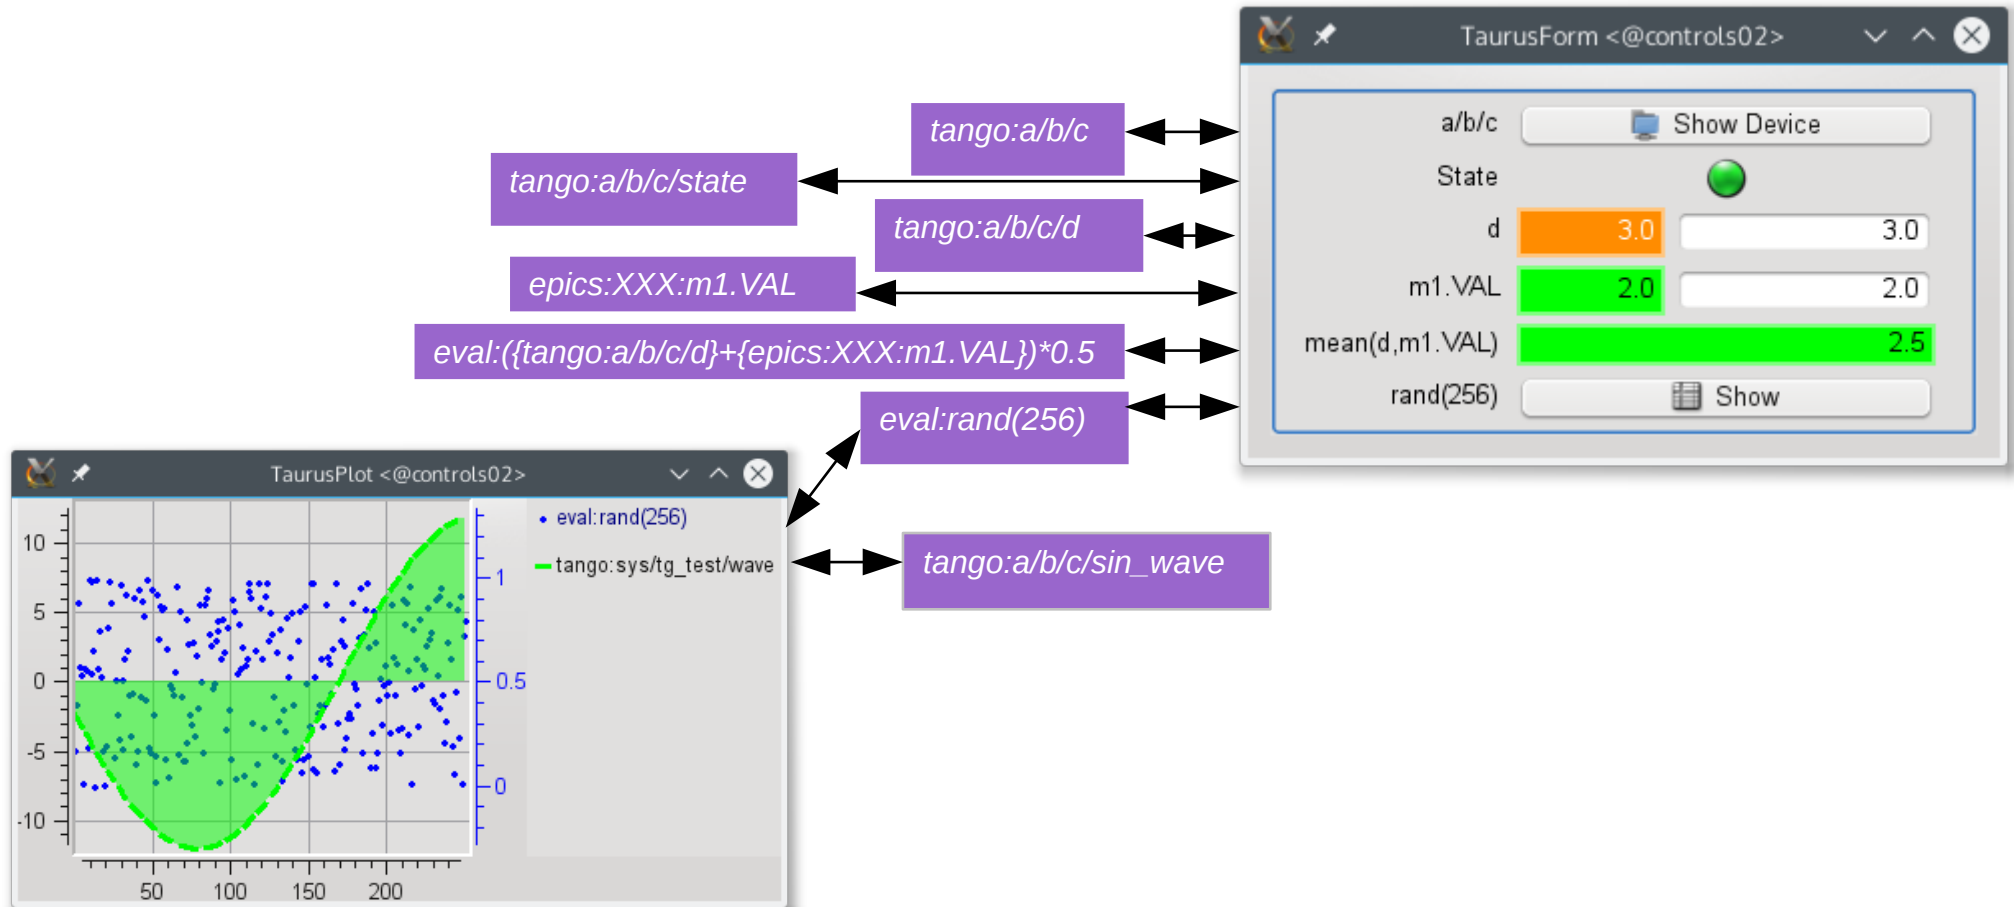 TaurusForm <@controls02>
tango:a/b/c
a/b/c
Show Device
tango:a/b/c/state
State
tango:a/b/c/d
d
3.0
3.0
epics:XXX:m1.VAL
m1.VAL
2.0
2.0
eval:({tango:a/b/c/d}+{epics:XXX:m1.VAL})*0.5
mean(d,m1.VAL)
2.5
eval:rand(256)
rand(256)
Show
TaurusPlot <@controls02>
eval:rand(256)
tango:sys/tg_test/wave
tango:a/b/c/sin_wave
10
5
0
-5
-10
1
0.5
0
50
100
150
200